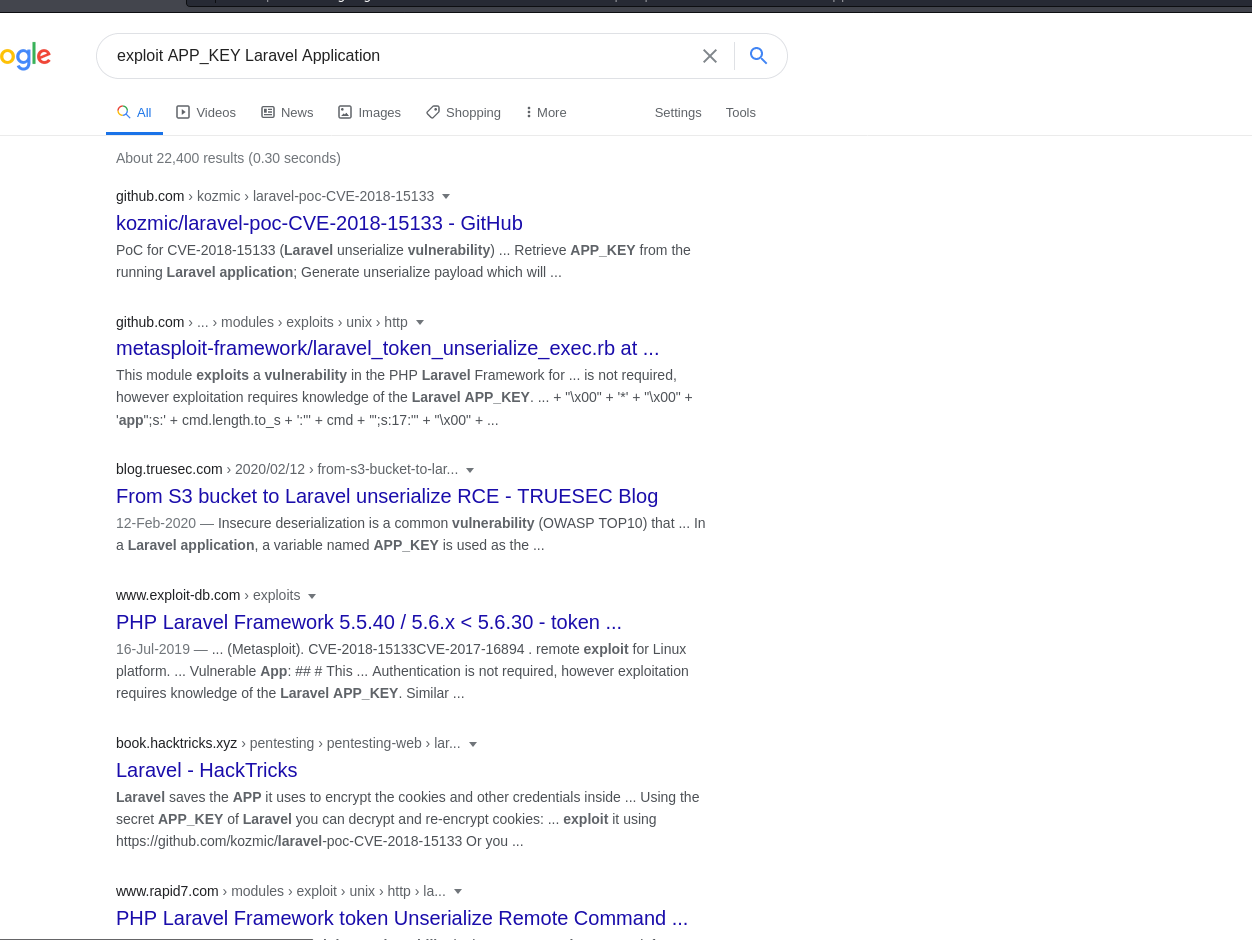 ogle
exploit APP_KEY Laravel Application
All Videos News Images Shopping More Settings Tools
About 22,400 results (0.30 seconds)
github.com › kozmic › laravel-poc-CVE-2018-15133
kozmic/laravel-poc-CVE-2018-15133 - GitHub
PoC for CVE-2018-15133 (Laravel unserialize vulnerability) ... Retrieve APP_KEY from the
running Laravel application; Generate unserialize payload which will ...
github.com › ... › modules › exploits › unix › http
metasploit-framework/laravel_token_unserialize_exec.rb at ...
This module exploits a vulnerability in the PHP Laravel Framework for ... is not required,
however exploitation requires knowledge of the Laravel APP_KEY. ... + "\x00" + '*' + "\x00" +
'app";s:' + cmd.length.to_s + ':"' + cmd + '";s:17:"' + "\x00" + ...
blog.truesec.com › 2020/02/12 › from-s3-bucket-to-lar...
From S3 bucket to Laravel unserialize RCE - TRUESEC Blog
12-Feb-2020 — Insecure deserialization is a common vulnerability (OWASP TOP10) that ... In
a Laravel application, a variable named APP_KEY is used as the ...
www.exploit-db.com › exploits
PHP Laravel Framework 5.5.40 / 5.6.x < 5.6.30 - token ...
16-Jul-2019 — ... (Metasploit). CVE-2018-15133CVE-2017-16894 . remote exploit for Linux
platform. ... Vulnerable App: ## # This ... Authentication is not required, however exploitation
requires knowledge of the Laravel APP_KEY. Similar ...
book.hacktricks.xyz › pentesting › pentesting-web › lar...
Laravel - HackTricks
Laravel saves the APP it uses to encrypt the cookies and other credentials inside ... Using the
secret APP_KEY of Laravel you can decrypt and re-encrypt cookies: ... exploit it using
https://github.com/kozmic/laravel-poc-CVE-2018-15133 Or you ...
www.rapid7.com › modules › exploit › unix › http › la...
PHP Laravel Framework token Unserialize Remote Command ...